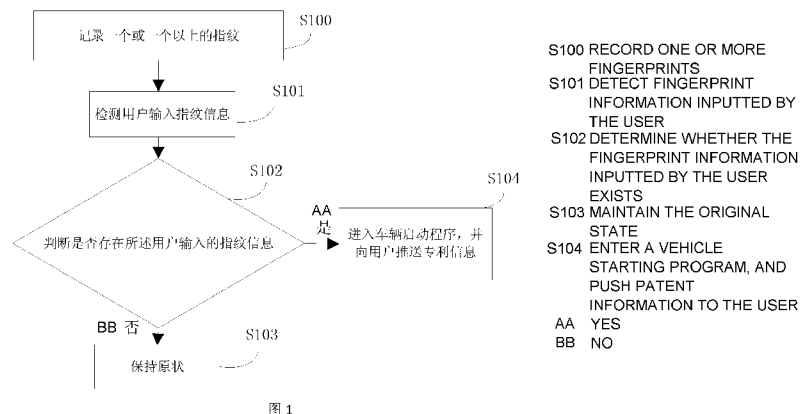 记录一个或一个以上的指纹
S100
检测用户输入指纹信息
S101
判断是否存在所述用户输入的指纹信息
S102
AA
是
进入车辆启动程序，并
向用户推送专利信息
S104
BB 否
保持原状
S103
图 1
S100 RECORD ONE OR MORE
FINGERPRINTS
S101 DETECT FINGERPRINT
INFORMATION INPUTTED BY
THE USER
S102 DETERMINE WHETHER THE
FINGERPRINT INFORMATION
INPUTTED BY THE USER
EXISTS
S103 MAINTAIN THE ORIGINAL
STATE
S104 ENTER A VEHICLE
STARTING PROGRAM, AND
PUSH PATENT
INFORMATION TO THE USER
AA YES
BB NO